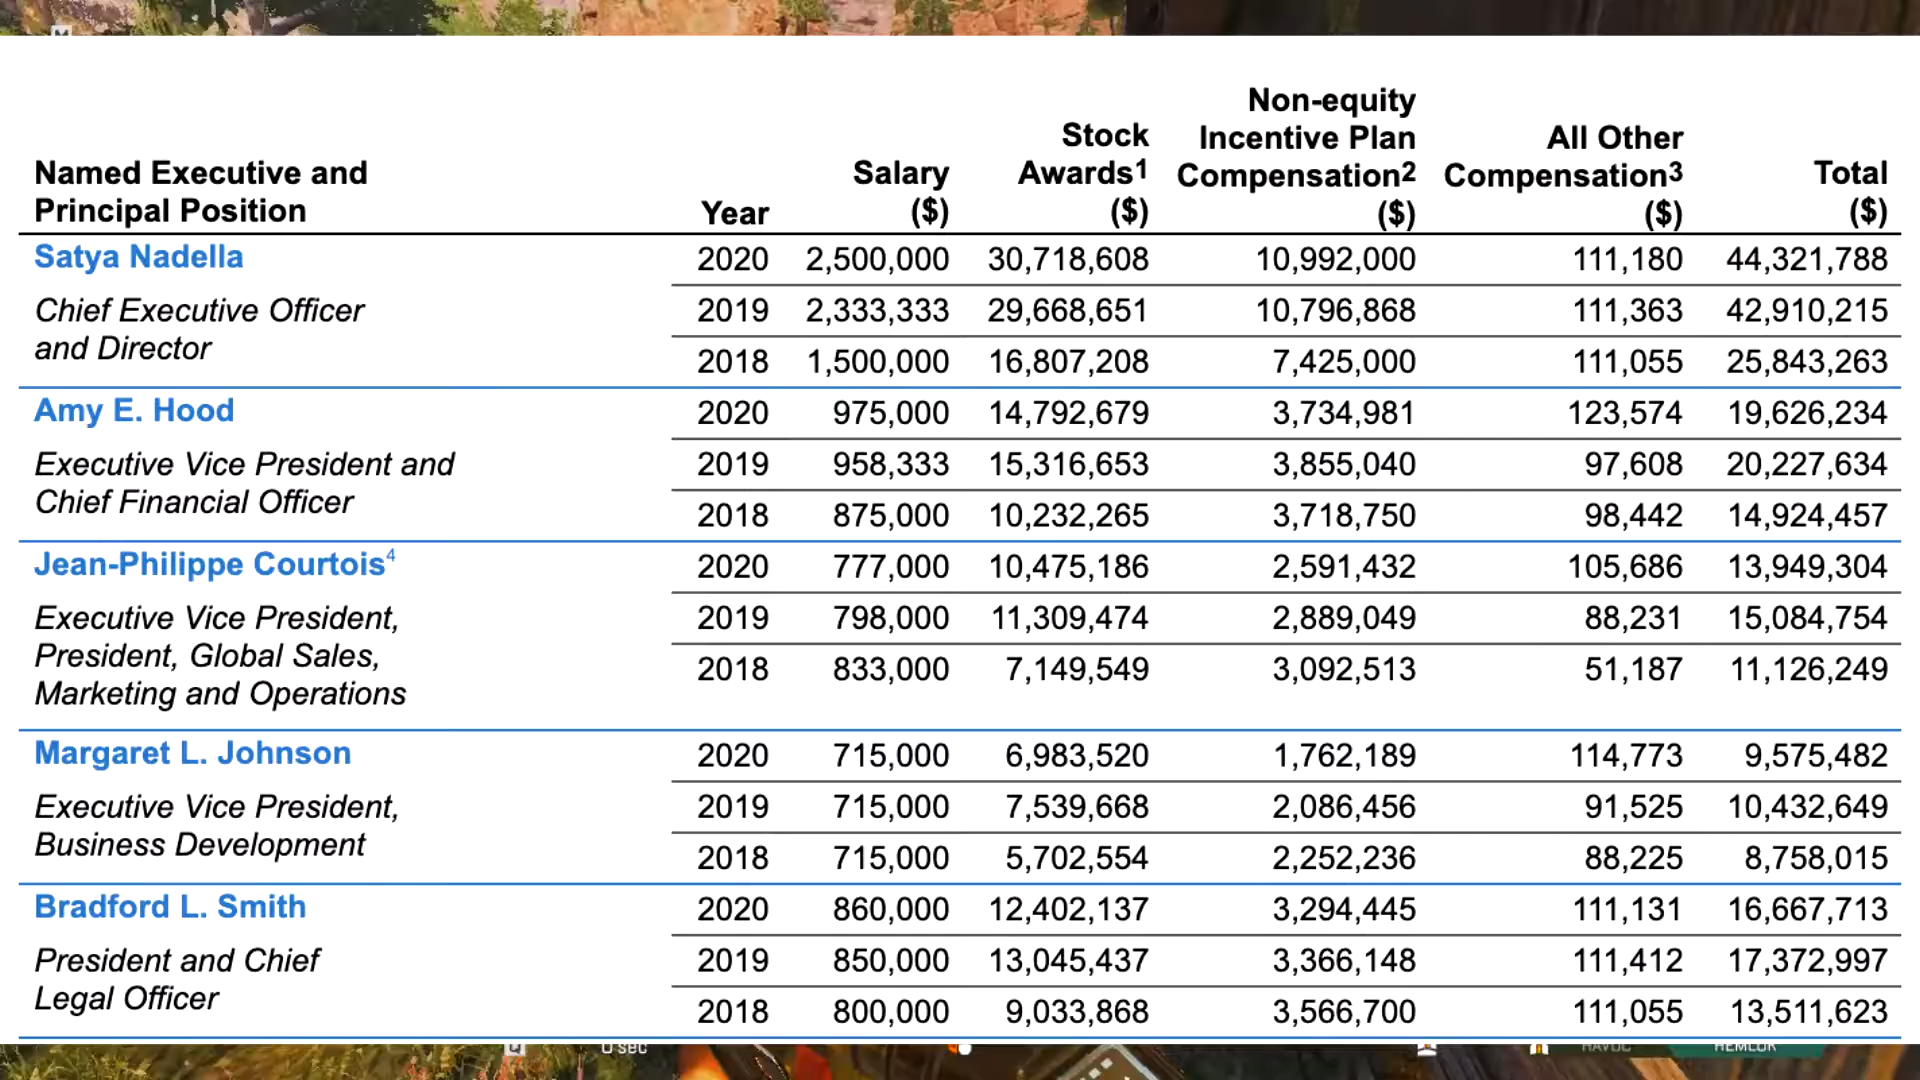 Non-equity
Stock Incentive Plan All Other
Named Executive and Salary Awards1 Compensation2 Compensation3 Total
Principal Position Year ($) ($) ($) ($) ($)
Satya Nadella 2020 2,500,000 30,718,608 10,992,000 111,180 44,321,788
Chief Executive Officer 2019 2,333,333 29,668,651 10,796,868 111,363 42,910,215
and Director 2018 1,500,000 16,807,208 7,425,000 111,055 25,843,263
Amy E. Hood 2020 975,000 14,792,679 3,734,981 123,574 19,626,234
Executive Vice President and 2019 958,333 15,316,653 3,855,040 97,608 20,227,634
Chief Financial Officer 2018 875,000 10,232,265 3,718,750 98,442 14,924,457
Jean-Philippe Courtois4 2020 777,000 10,475,186 2,591,432 105,686 13,949,304
Executive Vice President, 2019 798,000 11,309,474 2,889,049 88,231 15,084,754
President, Global Sales, 2018 833,000 7,149,549 3,092,513 51,187 11,126,249
Marketing and Operations
Margaret L. Johnson 2020 715,000 6,983,520 1,762,189 114,773 9,575,482
Executive Vice President, 2019 715,000 7,539,668 2,086,456 91,525 10,432,649
Business Development 2018 715,000 5,702,554 2,252,236 88,225 8,758,015
Bradford L. Smith 2020 860,000 12,402,137 3,294,445 111,131 16,667,713
President and Chief 2019 850,000 13,045,437 3,366,148 111,412 17,372,997
Legal Officer 2018 800,000 9,033,868 3,566,700 111,055 13,511,623
0 sec HAVOC HEMLOK